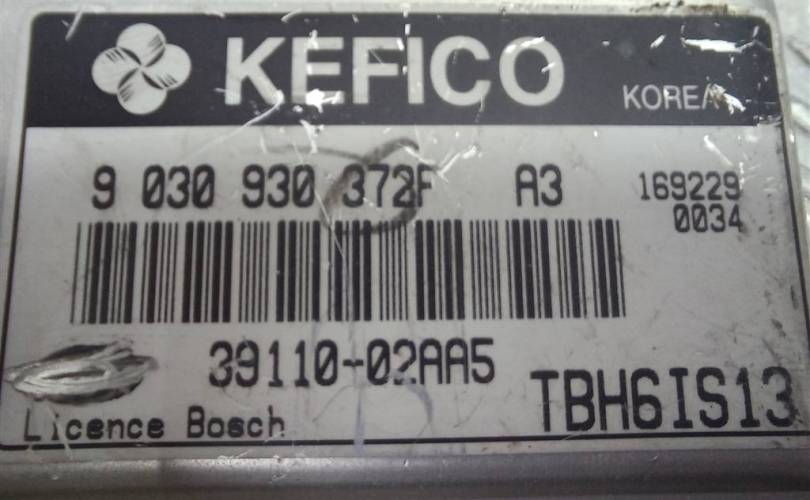 KEFICO
KOREA
9 030 930 372F A3
169229
0034
39110-02AA5
Licence Bosch
TBH6IS13